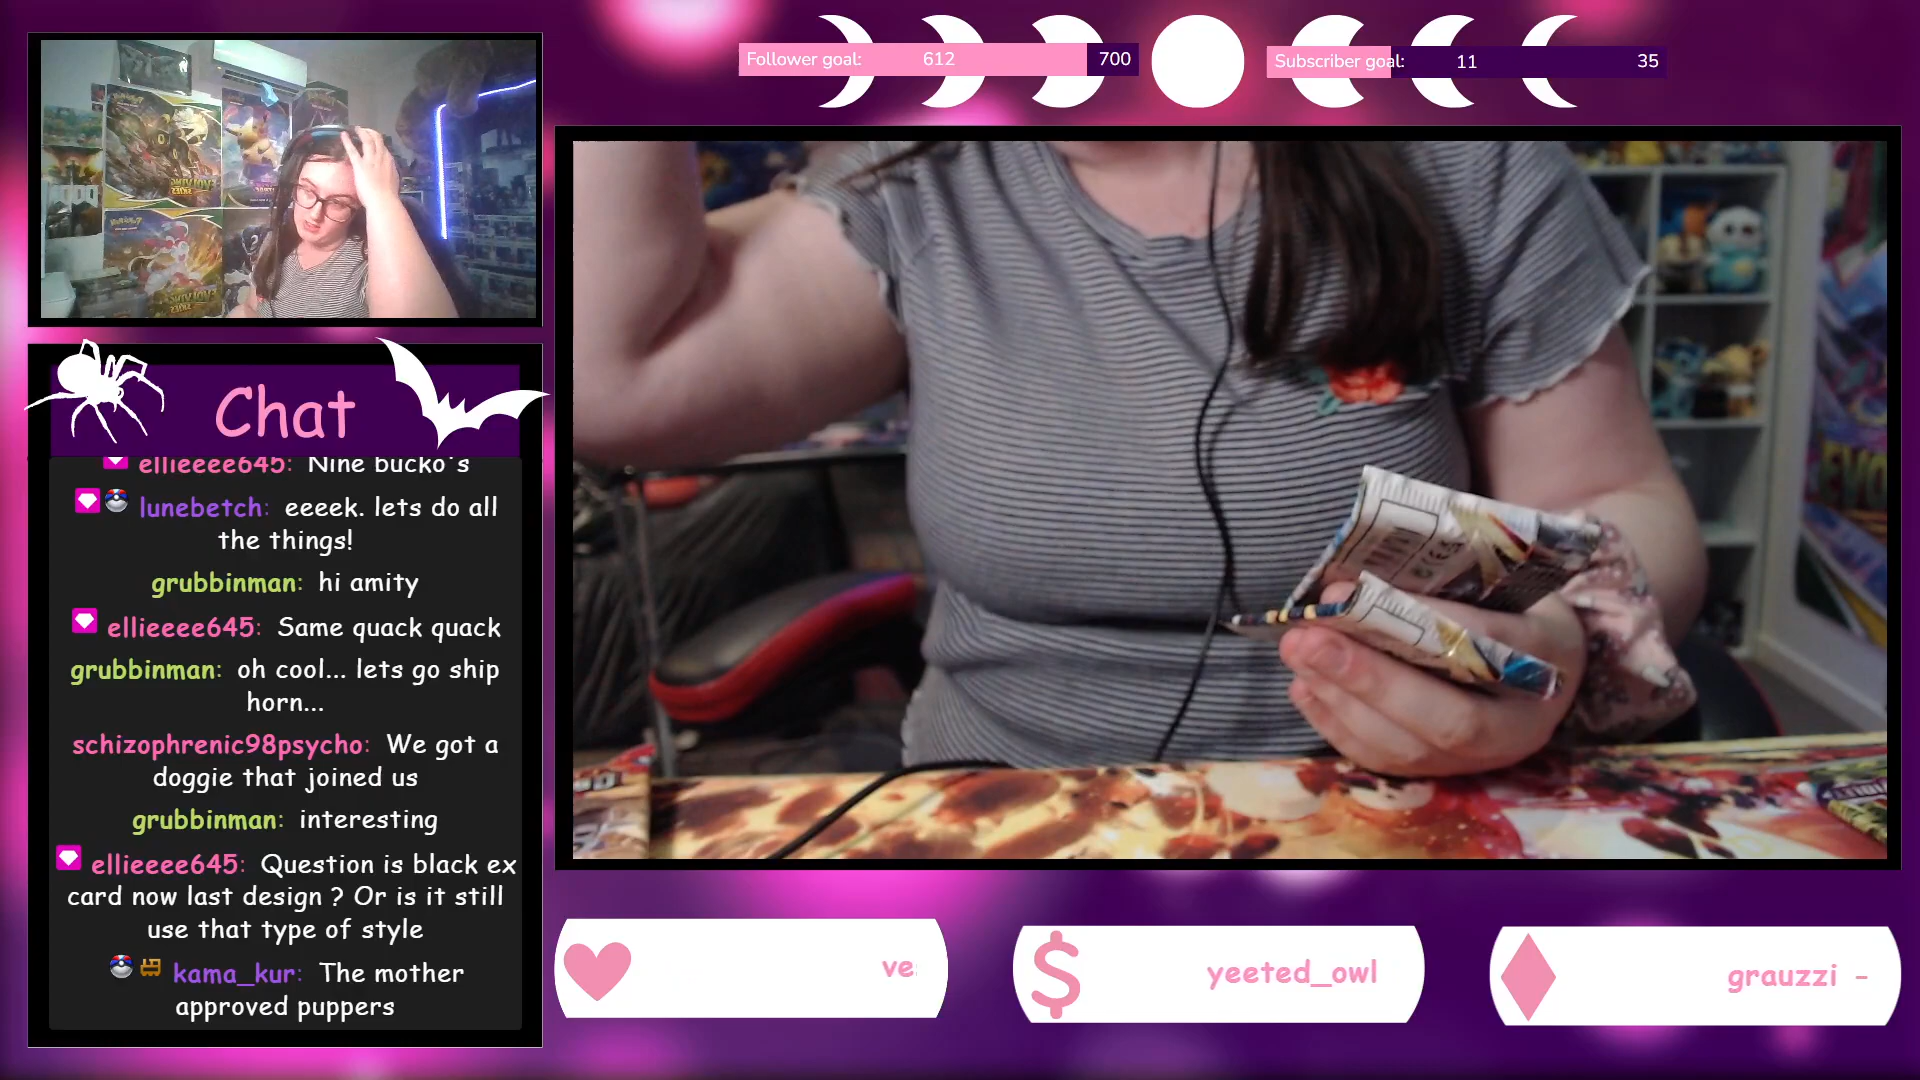 Follower goal: 612 700
Subscriber goal: 11 35
Chat
ellieeee645: Nine bucko's
lunebetch: eeeek. lets do all
the things!
grubbinman: hi amity
ellieeee645: Same quack quack
grubbinman: oh cool... lets go ship
horn...
schizophrenic98psycho: We got a
doggie that joined us
grubbinman: interesting
ellieeee645: Question is black ex
card now last design ? Or is it still
use that type of style
kama_kur: The mother
approved puppers
ve
$ yeeted_owl
grauzzi -